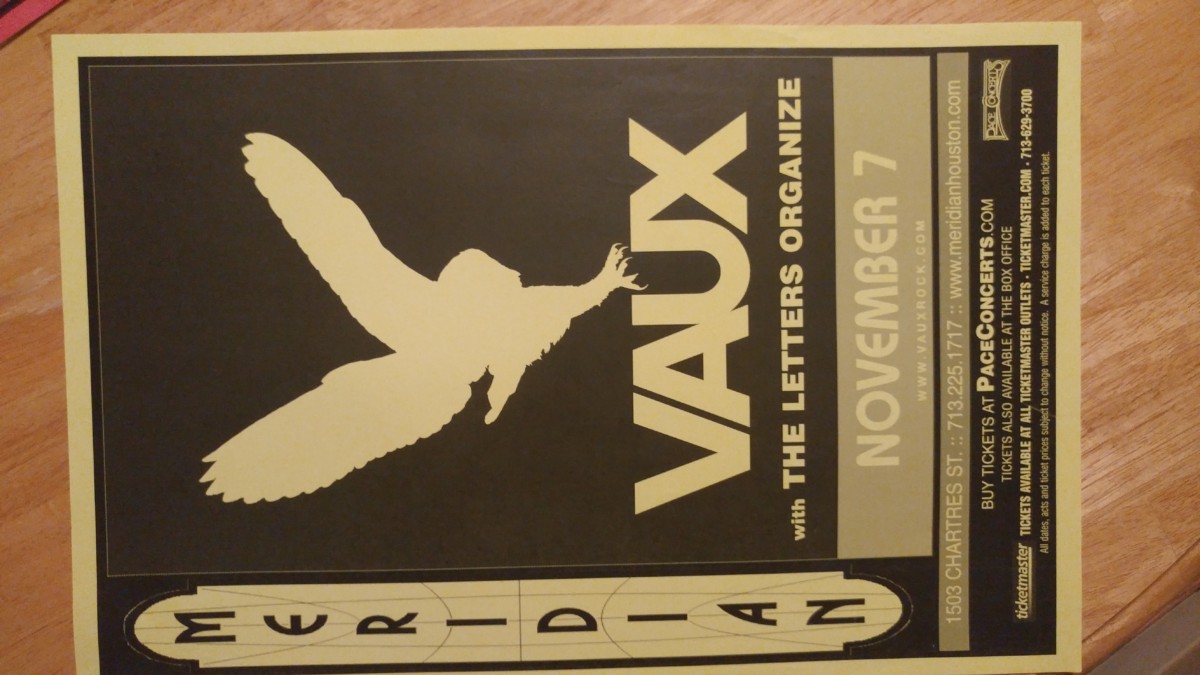 MERIDIAN
VAUX
with THE LETTERS ORGANIZE
NOVEMBER 7
WWW.VAUXROCK.COM
1503 CHARTRES ST. :: 713.225.1717 :: www.meridianhouston.com
BUY TICKETS AT PACECONCERTS.COM
PACE CONCERTS
TICKETS ALSO AVAILABLE AT THE BOX OFFICE
ticketmaster TICKETS AVAILABLE AT ALL TICKETMASTER OUTLETS · TICKETMASTER.COM · 713-629-3700
All dates, acts and ticket prices subject to change without notice. A service charge is added to each ticket.